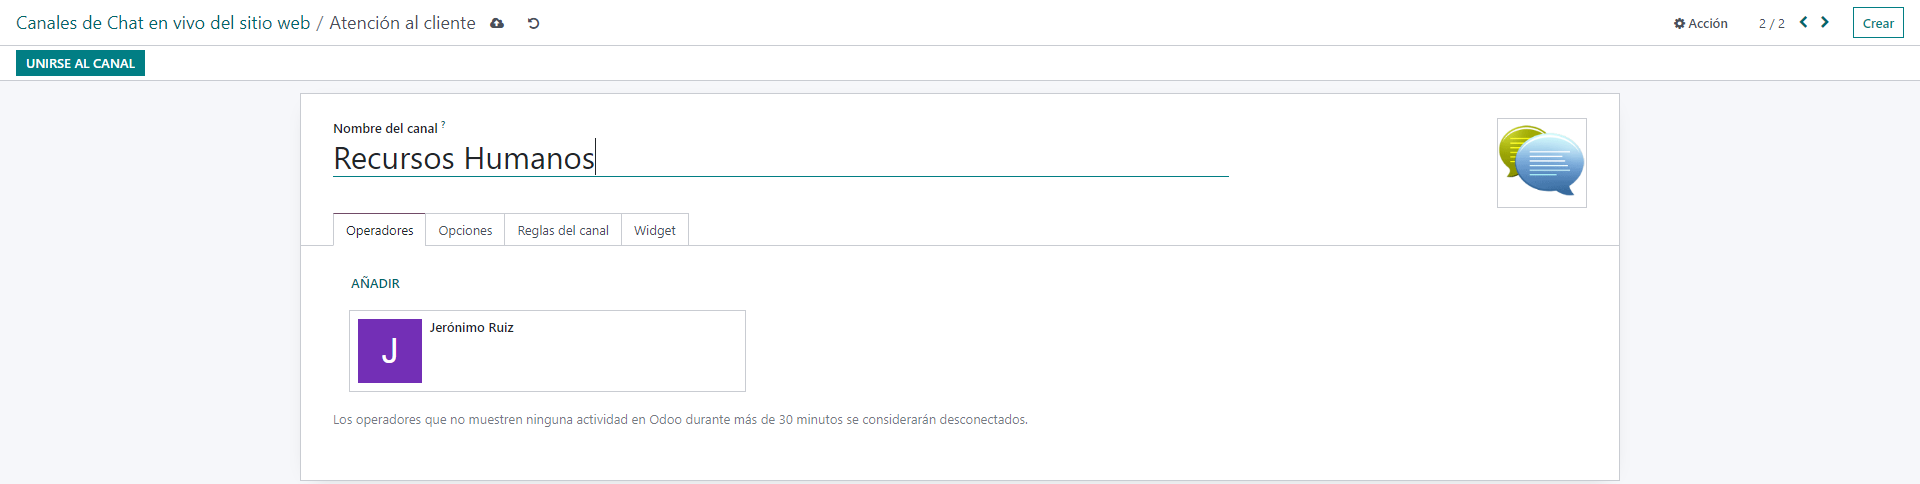 Canales de Chat en vivo del sitio web / Atención al cliente
Acción
2 / 2
Crear
UNIRSE AL CANAL
Nombre del canal ?
Recursos Humanos
Operadores
Opciones
Reglas del canal
Widget
AÑADIR
J
Jerónimo Ruiz
Los operadores que no muestren ninguna actividad en Odoo durante más de 30 minutos se considerarán desconectados.